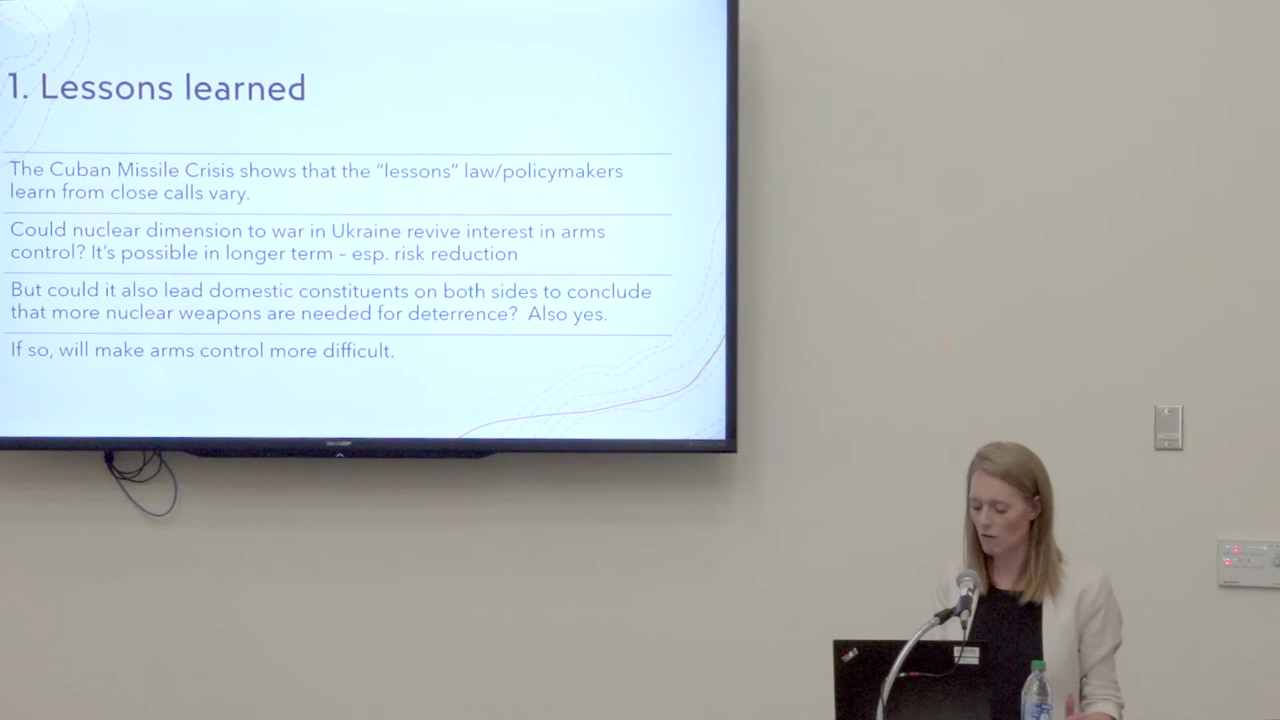 1. Lessons learned
The Cuban Missile Crisis shows that the “lessons” law/policymakers
learn from close calls vary.
Could nuclear dimension to war in Ukraine revive interest in arms
control? It’s possible in longer term – esp. risk reduction
But could it also lead domestic constituents on both sides to conclude
that more nuclear weapons are needed for deterrence?  Also yes.
If so, will make arms control more difficult.
SHARP